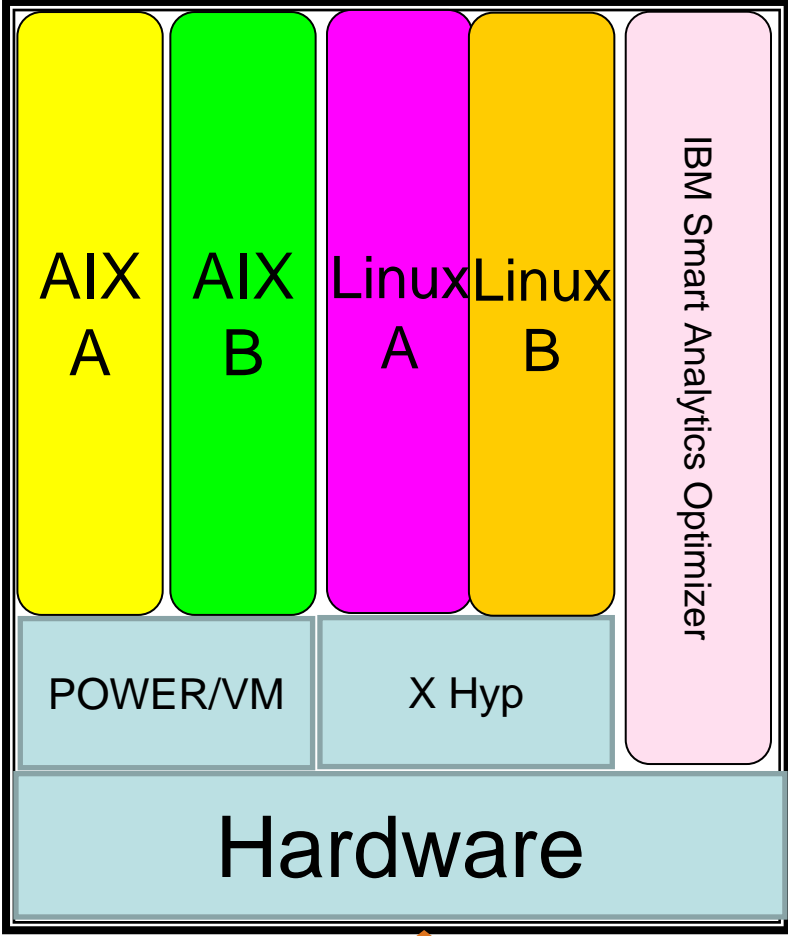 AIX
A
AIX
B
Linux
A
Linux
B
IBM Smart Analytics Optimizer
POWER/VM
X Hyp
Hardware